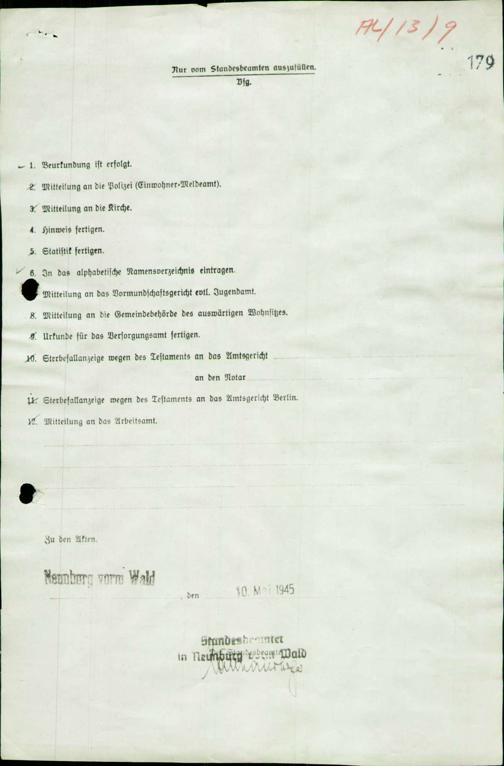 AL/13/9
179
Nur vom Standesbeamten auszufüllen.
Vfg.
1. Beurkundung ist erfolgt.
2. Mitteilung an die Polizei (Einwohner-Meldeamt).
3. Mitteilung an die Kirche.
4. Hinweis fertigen.
5. Statistik fertigen.
6. In das alphabetische Namensverzeichnis eintragen.
Mitteilung an das Vormundschaftsgericht evtl. Jugendamt.
8. Mitteilung an die Gemeindebehörde des auswärtigen Wohnsitzes.
9. Urkunde für das Versorgungsamt fertigen.
10. Sterbefallanzeige wegen des Testaments an das Amtsgericht
an den Notar
11. Sterbefallanzeige wegen des Testaments an das Amtsgericht Berlin.
12. Mitteilung an das Arbeitsamt.
Zu den Akten.
Neunburg vorm Wald
, den 10. Mai 1945
Standesbeamter
in Neunburg vorm Wald